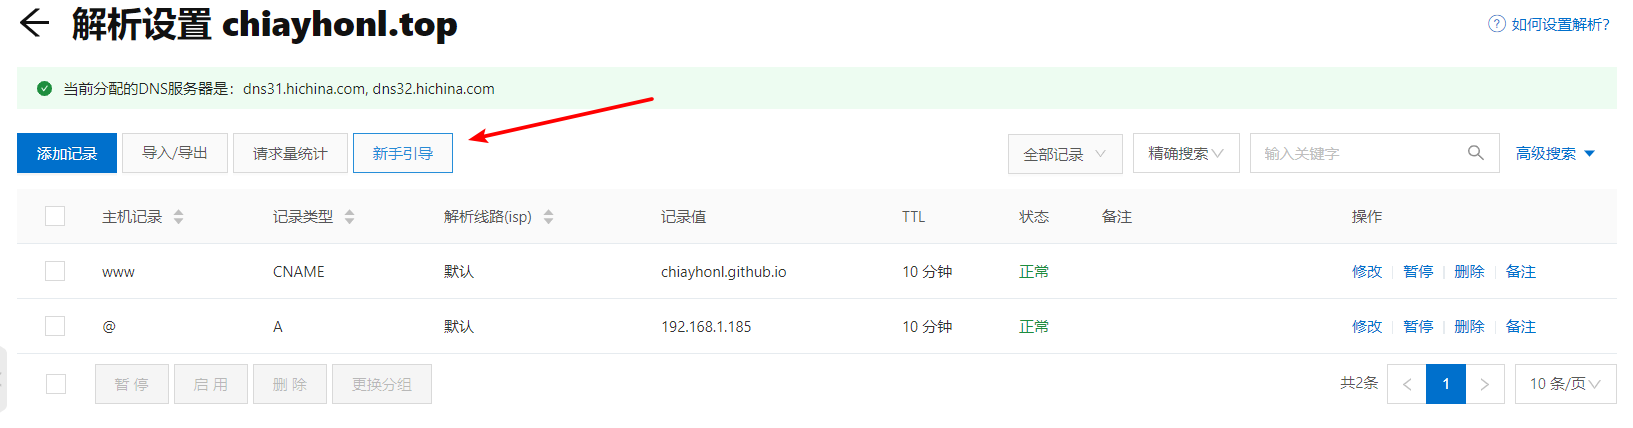 解析设置 chiayhonl.top
如何设置解析?
当前分配的DNS服务器是：dns31.hichina.com, dns32.hichina.com
添加记录 导入/导出 请求量统计 新手引导 全部记录 精确搜索 输入关键字 高级搜索
主机记录 记录类型 解析线路(isp) 记录值 TTL 状态 备注 操作
www CNAME 默认 chiayhonl.github.io 10 分钟 正常 修改 暂停 删除 备注
@ A 默认 192.168.1.185 10 分钟 正常 修改 暂停 删除 备注
暂停 启用 删除 更换分组 共2条 1 10 条/页